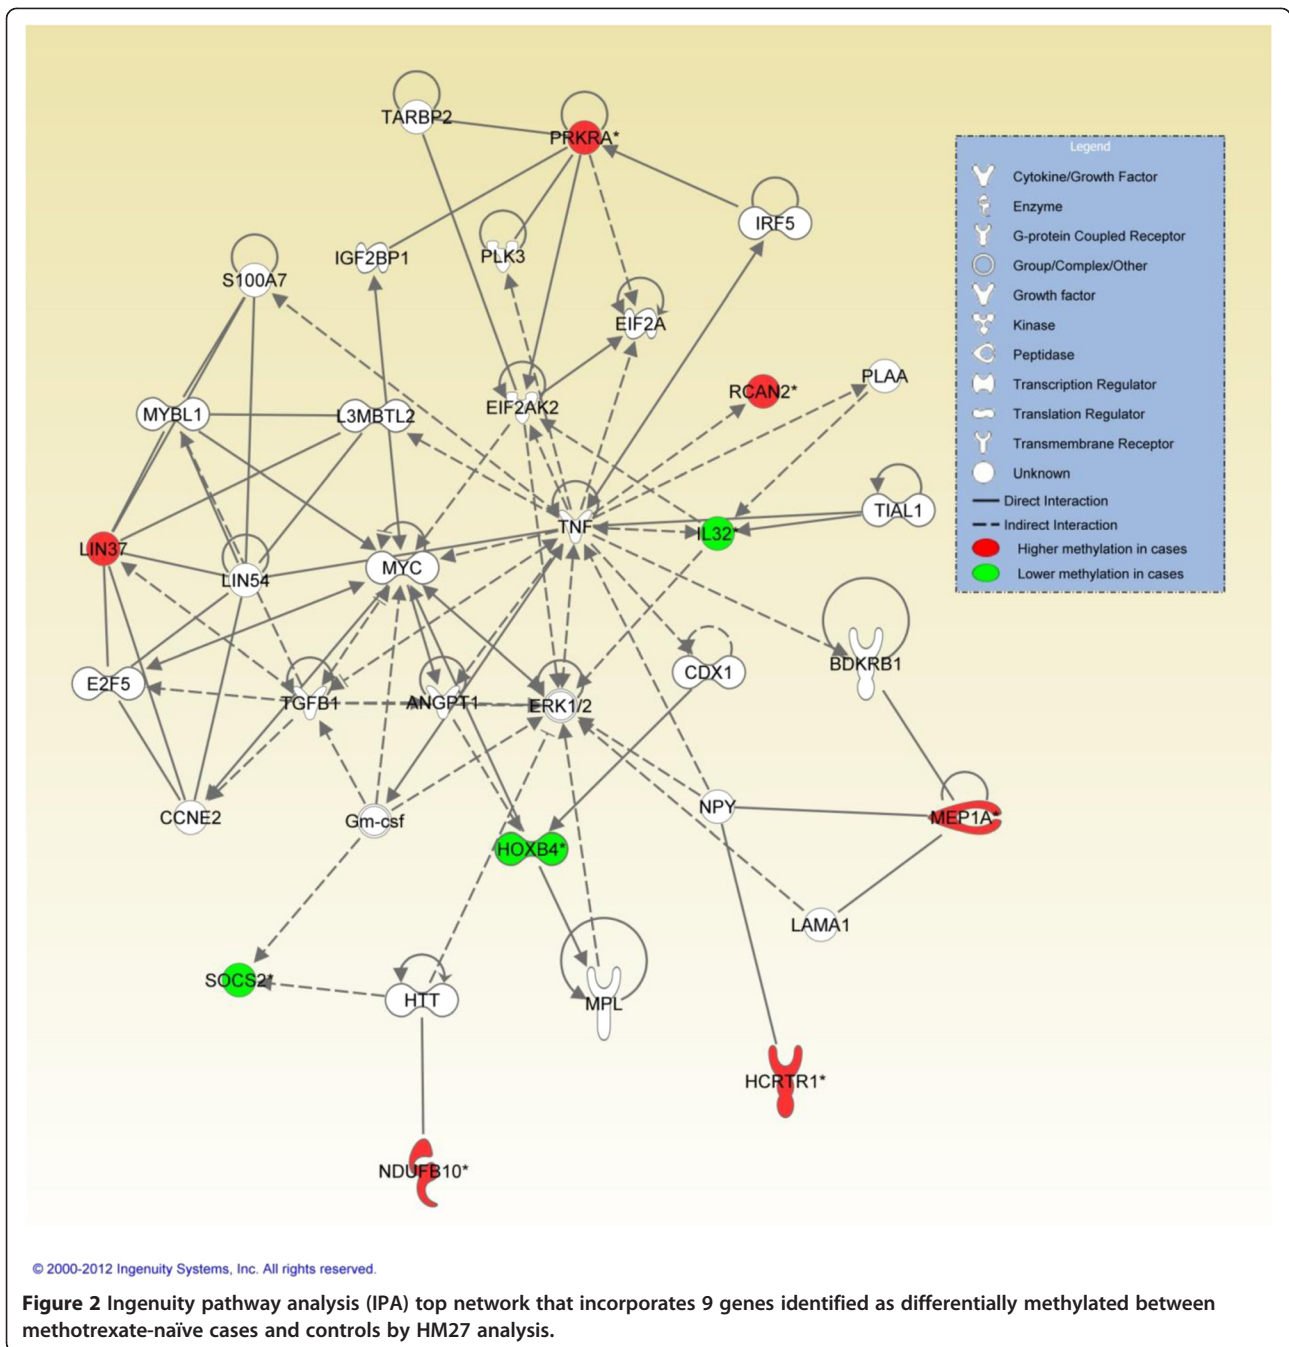 TARBP2
PRKRA*
IRF5
IGF2BP1
PLK3
S100A7
EIF2A
PLAA
RCAN2*
EIF2AK2
MYBL1
L3MBTL2
TIAL1
TNF
IL32*
LIN37
LIN54
MYC
BDKRB1
CDX1
E2F5
TGFB1
ANGPT1
ERK1/2
NPY
CCNE2
Gm-csf
MEP1A*
HOXB4*
LAMA1
SOCS2*
HTT
MPL
HCRTR1*
NDUFB10*
Legend
Cytokine/Growth Factor
Enzyme
G-protein Coupled Receptor
Group/Complex/Other
Growth factor
Kinase
Peptidase
Transcription Regulator
Translation Regulator
Transmembrane Receptor
Unknown
Direct Interaction
Indirect Interaction
Higher methylation in cases
Lower methylation in cases
© 2000-2012 Ingenuity Systems, Inc. All rights reserved.
Figure 2 Ingenuity pathway analysis (IPA) top network that incorporates 9 genes identified as differentially methylated between
methotrexate-naïve cases and controls by HM27 analysis.